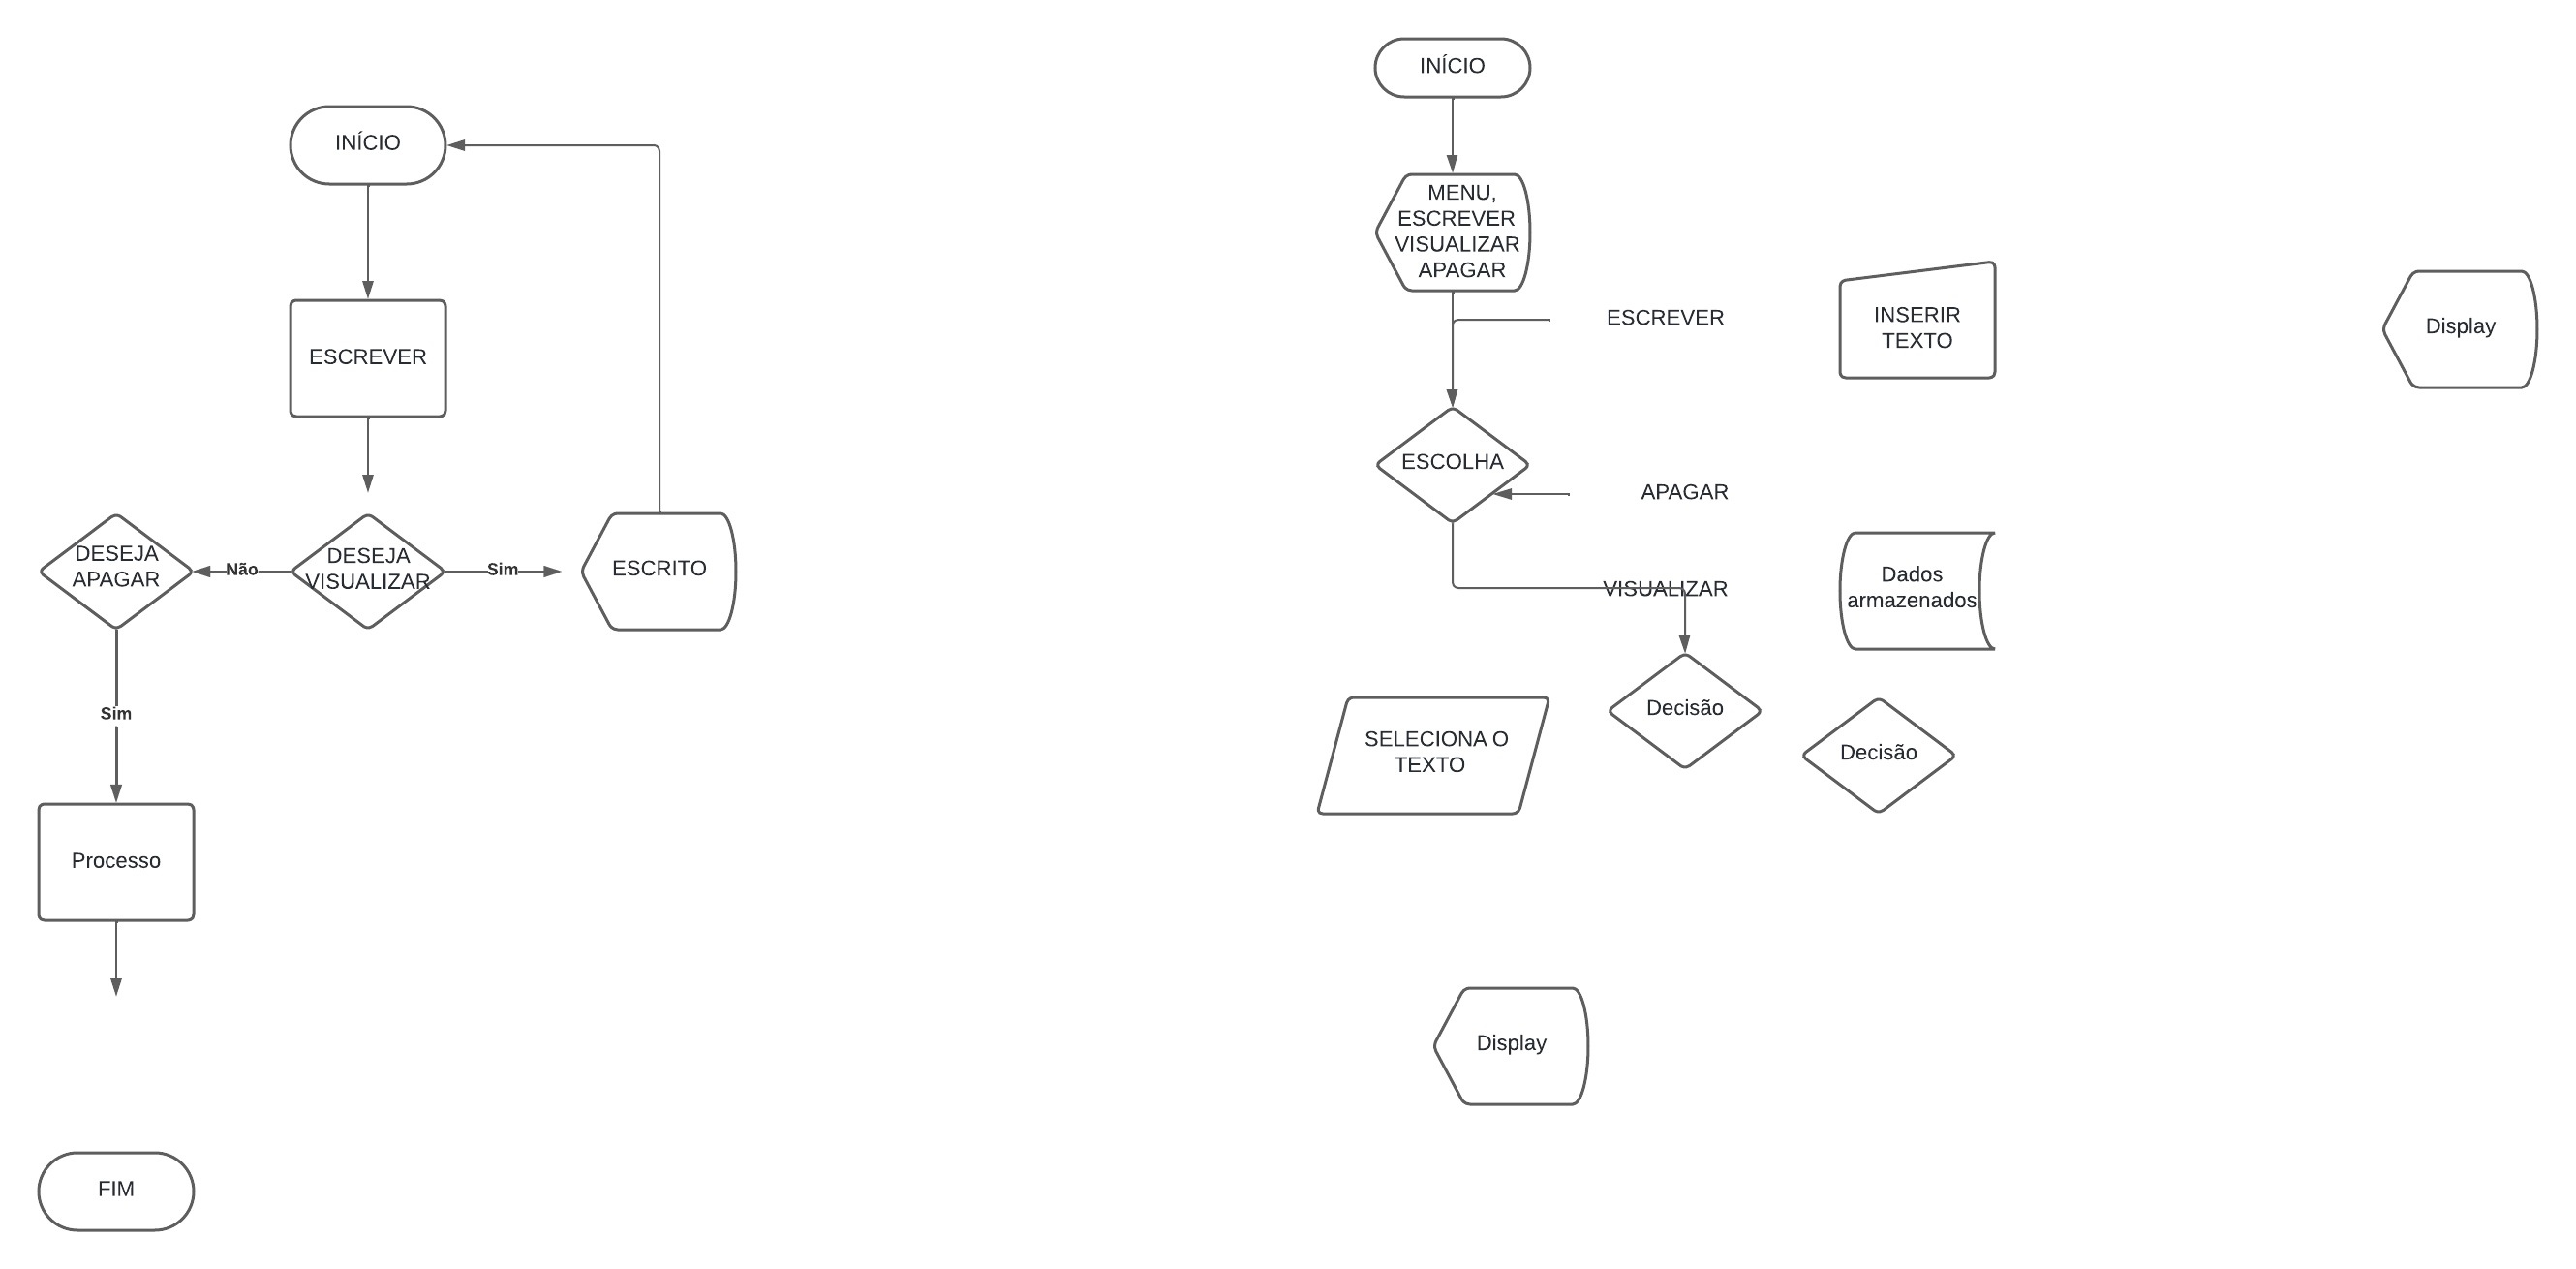 INÍCIO
ESCREVER
DESEJA
APAGAR
Não
DESEJA
VISUALIZAR
Sim
ESCRITO
Sim
Processo
FIM
INÍCIO
MENU,
ESCREVER
VISUALIZAR
APAGAR
ESCREVER
INSERIR
TEXTO
Display
ESCOLHA
APAGAR
VISUALIZAR
Dados
armazenados
Decisão
Decisão
SELECIONA O
TEXTO
Display